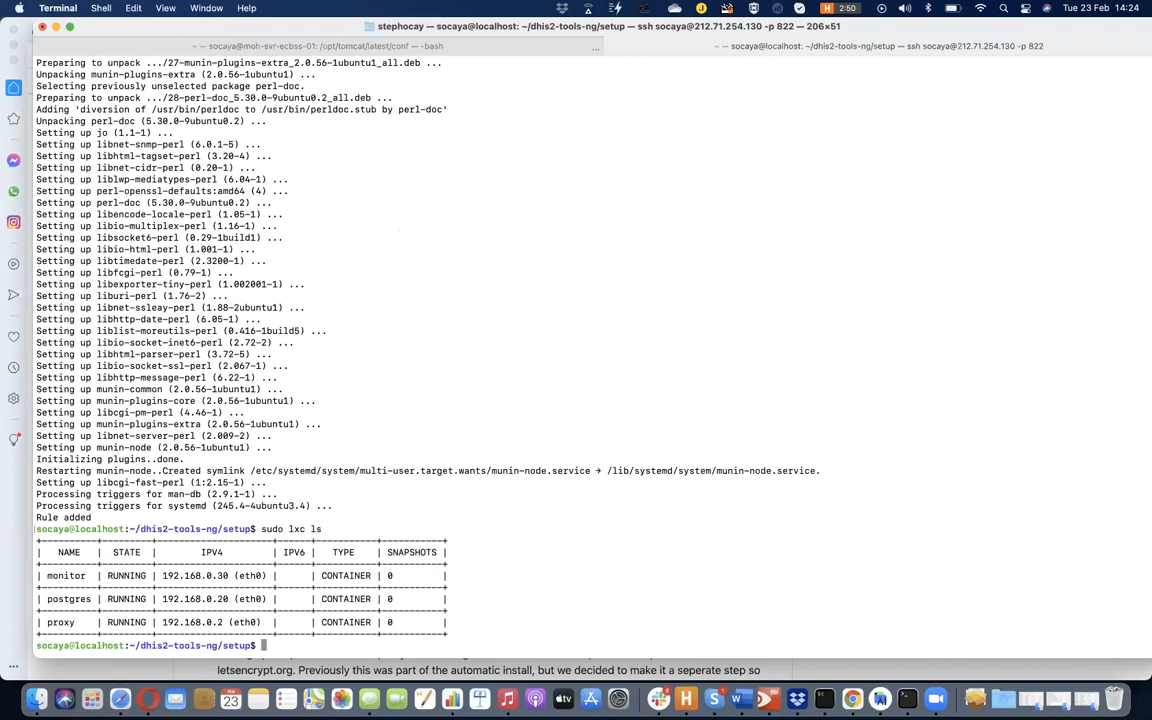 Terminal Shell Edit View Window Help 2:50 Tue 23 Feb 14:24
stephocay — socaya@localhost: ~/dhis2-tools-ng/setup — ssh socaya@212.71.254.130 -p 822 — 206×51
~ — socaya@moh-svr-ecbss-01: /opt/tomcat/latest/conf — -bash ... ~ — socaya@localhost: ~/dhis2-tools-ng/setup — ssh socaya@212.71.254.130 -p 822
Preparing to unpack .../27-munin-plugins-extra_2.0.56-1ubuntu1_all.deb ...
Unpacking munin-plugins-extra (2.0.56-1ubuntu1) ...
Selecting previously unselected package perl-doc.
Preparing to unpack .../28-perl-doc_5.30.0-9ubuntu0.2_all.deb ...
Adding 'diversion of /usr/bin/perldoc to /usr/bin/perldoc.stub by perl-doc'
Unpacking perl-doc (5.30.0-9ubuntu0.2) ...
Setting up jo (1.1-1) ...
Setting up libnet-snmp-perl (6.0.1-5) ...
Setting up libhtml-tagset-perl (3.20-4) ...
Setting up libnet-cidr-perl (0.20-1) ...
Setting up liblwp-mediatypes-perl (6.04-1) ...
Setting up perl-openssl-defaults:amd64 (4) ...
Setting up perl-doc (5.30.0-9ubuntu0.2) ...
Setting up libencode-locale-perl (1.05-1) ...
Setting up libio-multiplex-perl (1.16-1) ...
Setting up libsocket6-perl (0.29-1build1) ...
Setting up libio-html-perl (1.001-1) ...
Setting up libtimedate-perl (2.3200-1) ...
Setting up libfcgi-perl (0.79-1) ...
Setting up libexporter-tiny-perl (1.002001-1) ...
Setting up liburi-perl (1.76-2) ...
Setting up libnet-ssleay-perl (1.88-2ubuntu1) ...
Setting up libhttp-date-perl (6.05-1) ...
Setting up liblist-moreutils-perl (0.416-1build5) ...
Setting up libio-socket-inet6-perl (2.72-2) ...
Setting up libhtml-parser-perl (3.72-5) ...
Setting up libio-socket-ssl-perl (2.067-1) ...
Setting up libhttp-message-perl (6.22-1) ...
Setting up munin-common (2.0.56-1ubuntu1) ...
Setting up munin-plugins-core (2.0.56-1ubuntu1) ...
Setting up libcgi-pm-perl (4.46-1) ...
Setting up munin-plugins-extra (2.0.56-1ubuntu1) ...
Setting up libnet-server-perl (2.009-2) ...
Setting up munin-node (2.0.56-1ubuntu1) ...
Initializing plugins..done.
Restarting munin-node..Created symlink /etc/systemd/system/multi-user.target.wants/munin-node.service → /lib/systemd/system/munin-node.service.
Setting up libcgi-fast-perl (1:2.15-1) ...
Processing triggers for man-db (2.9.1-1) ...
Processing triggers for systemd (245.4-4ubuntu3.4) ...
Rule added
socaya@localhost:~/dhis2-tools-ng/setup$ sudo lxc ls
| NAME | STATE | IPV4 | IPV6 | TYPE | SNAPSHOTS |
| monitor | RUNNING | 192.168.0.30 (eth0) | | CONTAINER | 0 |
| postgres | RUNNING | 192.168.0.20 (eth0) | | CONTAINER | 0 |
| proxy | RUNNING | 192.168.0.2 (eth0) | | CONTAINER | 0 |
socaya@localhost:~/dhis2-tools-ng/setup$
letsencrypt.org. Previously this was part of the automatic install, but we decided to make it a seperate step so